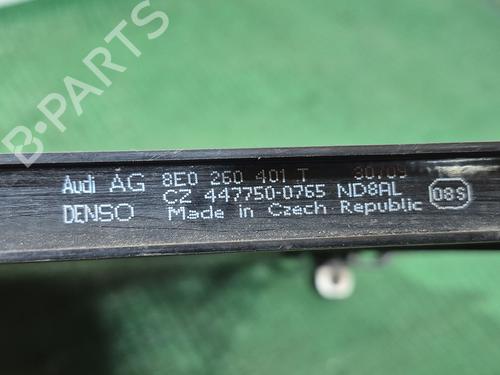 B-PARTS
Audi AG 8E0 260 401 T 30709
CZ 447750-0765 ND8AL
DENSO Made in Czech Republic
08S